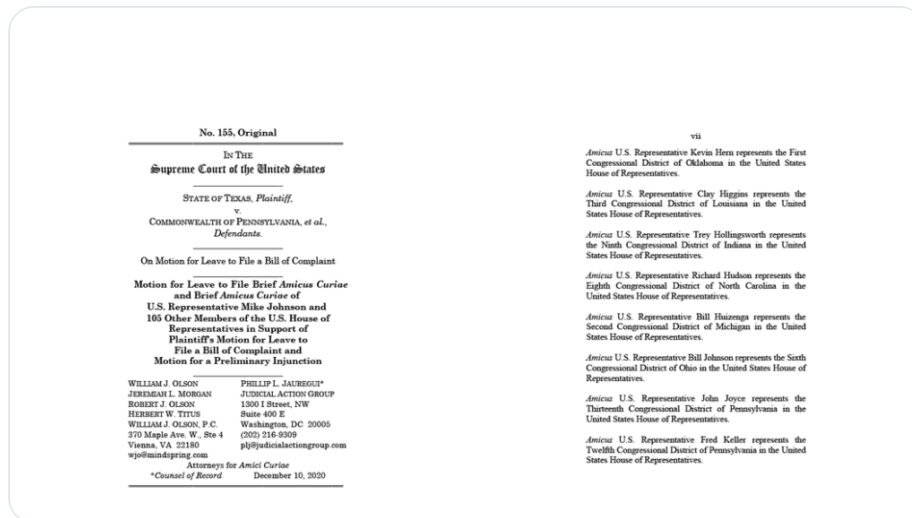 No. 155, Original
IN THE
Supreme Court of the United States
STATE OF TEXAS, Plaintiff,
v.
COMMONWEALTH OF PENNSYLVANIA, et al.,
Defendants.
On Motion for Leave to File a Bill of Complaint
Motion for Leave to File Brief Amicus Curiae
and Brief Amicus Curiae of
U.S. Representative Mike Johnson and
105 Other Members of the U.S. House of
Representatives in Support of
Plaintiff's Motion for Leave to
File a Bill of Complaint and
Motion for a Preliminary Injunction
WILLIAM J. OLSON
JEREMIAH L. MORGAN
ROBERT J. OLSON
HERBERT W. TITUS
WILLIAM J. OLSON, P.C.
370 Maple Ave. W., Ste 4
Vienna, VA 22180
wjo@mindspring.com
PHILLIP L. JAUREGUI*
JUDICIAL ACTION GROUP
1300 I Street, NW
Suite 400 E
Washington, DC 20005
(202) 216-9309
plj@judicialactiongroup.com
Attorneys for Amici Curiae
*Counsel of Record December 10, 2020
vii
Amicus U.S. Representative Kevin Hern represents the First
Congressional District of Oklahoma in the United States
House of Representatives.
Amicus U.S. Representative Clay Higgins represents the
Third Congressional District of Louisiana in the United
States House of Representatives.
Amicus U.S. Representative Trey Hollingsworth represents
the Ninth Congressional District of Indiana in the United
States House of Representatives.
Amicus U.S. Representative Richard Hudson represents the
Eighth Congressional District of North Carolina in the
United States House of Representatives.
Amicus U.S. Representative Bill Huizenga represents the
Second Congressional District of Michigan in the United
States House of Representatives.
Amicus U.S. Representative Bill Johnson represents the Sixth
Congressional District of Ohio in the United States House of
Representatives.
Amicus U.S. Representative John Joyce represents the
Thirteenth Congressional District of Pennsylvania in the
United States House of Representatives.
Amicus U.S. Representative Fred Keller represents the
Twelfth Congressional District of Pennsylvania in the United
States House of Representatives.